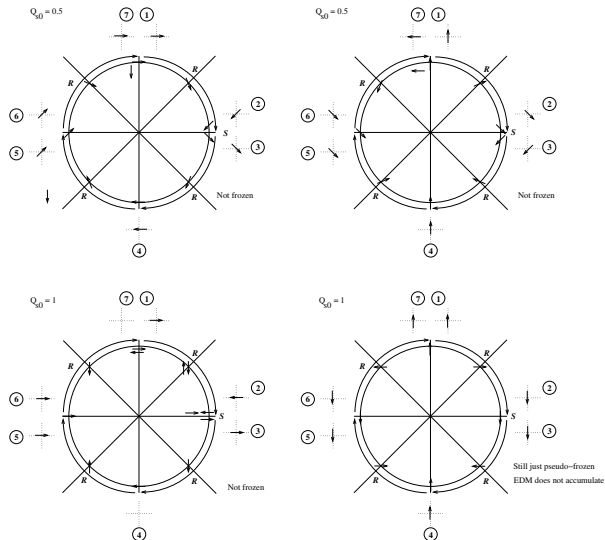 Q_s0 = 0.5
7 1
R R
6 2
S
5 3
R R
Not frozen
4
Q_s0 = 0.5
7 1
R R
6 2
S
5 3
R R
Not frozen
4
Q_s0 = 1
7 1
R R
6 2
S
5 3
R R
Not frozen
4
Q_s0 = 1
7 1
R R
6 2
S
5 3
R R
Still just pseudo-frozen
EDM does not accumulate
4